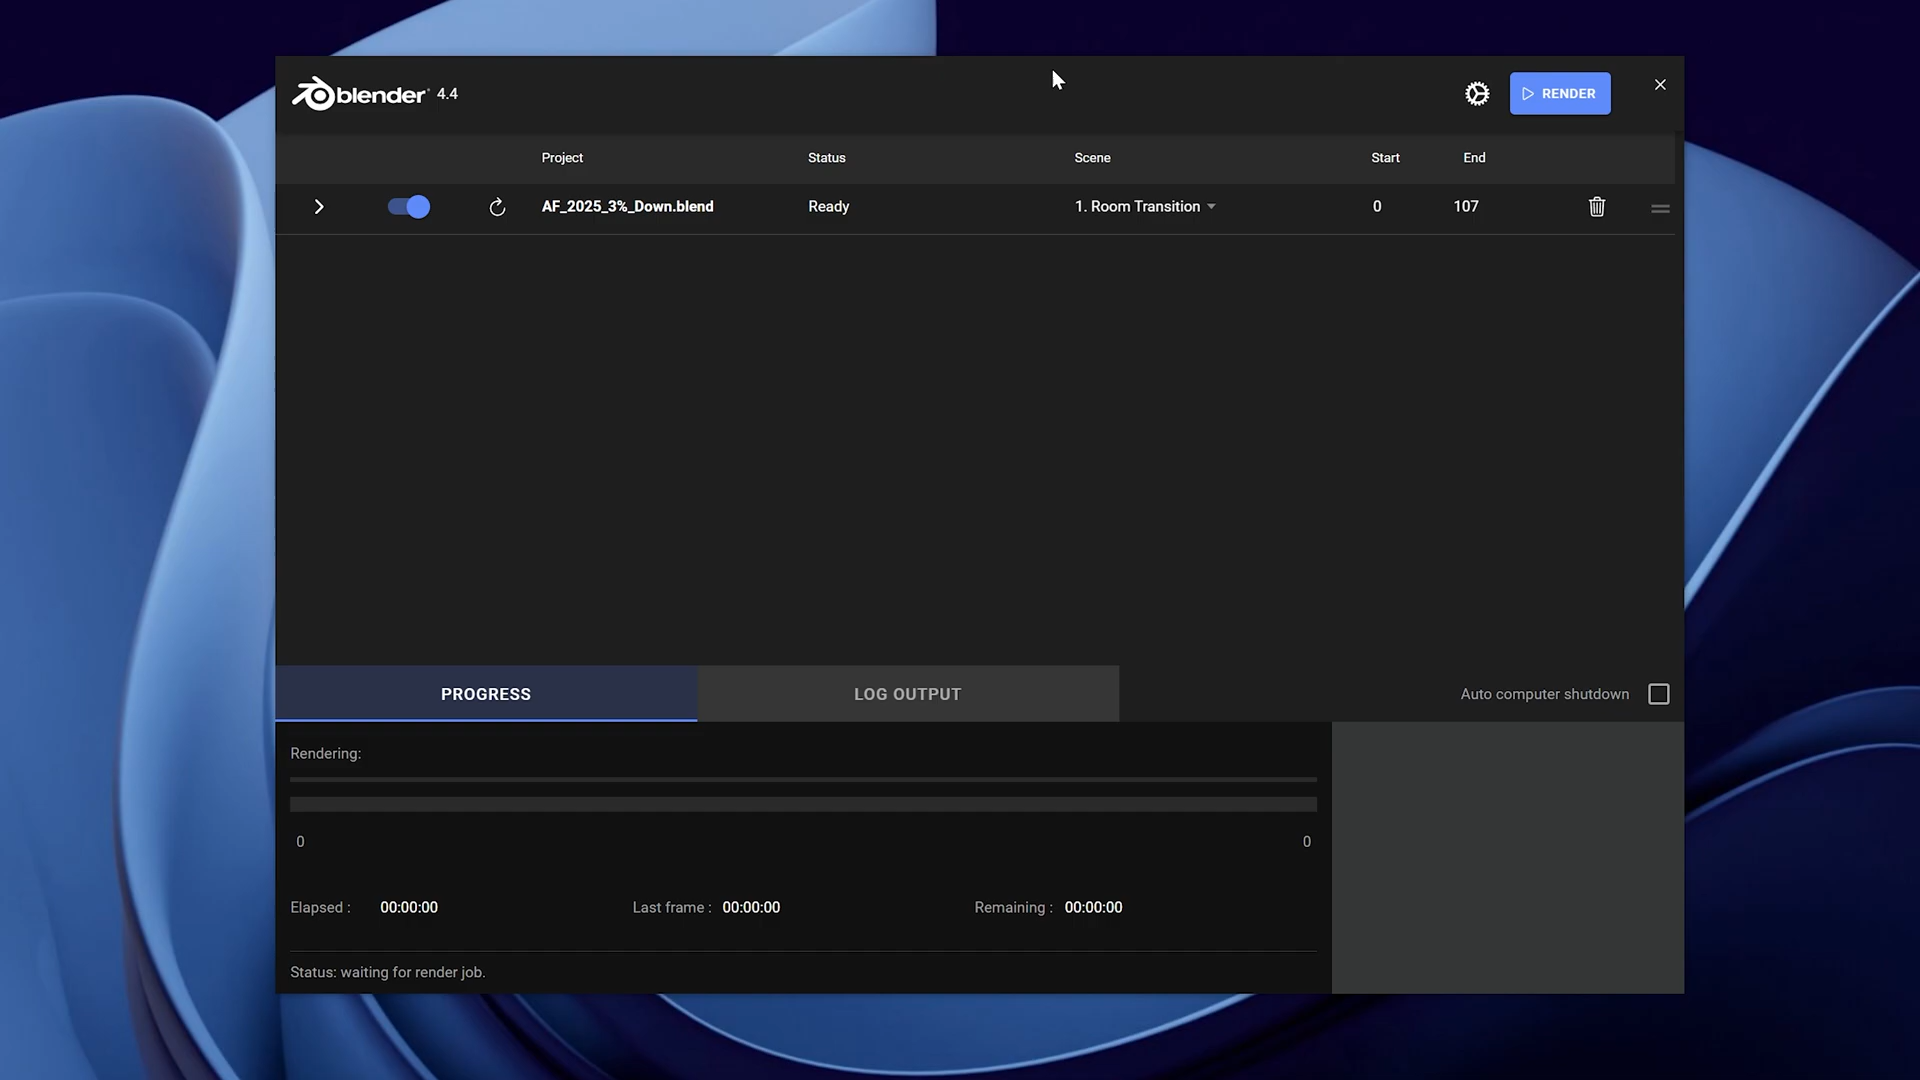 blender 4.4
RENDER
Project Status Scene Start End
AF_2025_3%_Down.blend Ready 1. Room Transition 0 107
PROGRESS LOG OUTPUT Auto computer shutdown
Rendering:
0 0
Elapsed : 00:00:00 Last frame : 00:00:00 Remaining : 00:00:00
Status: waiting for render job.